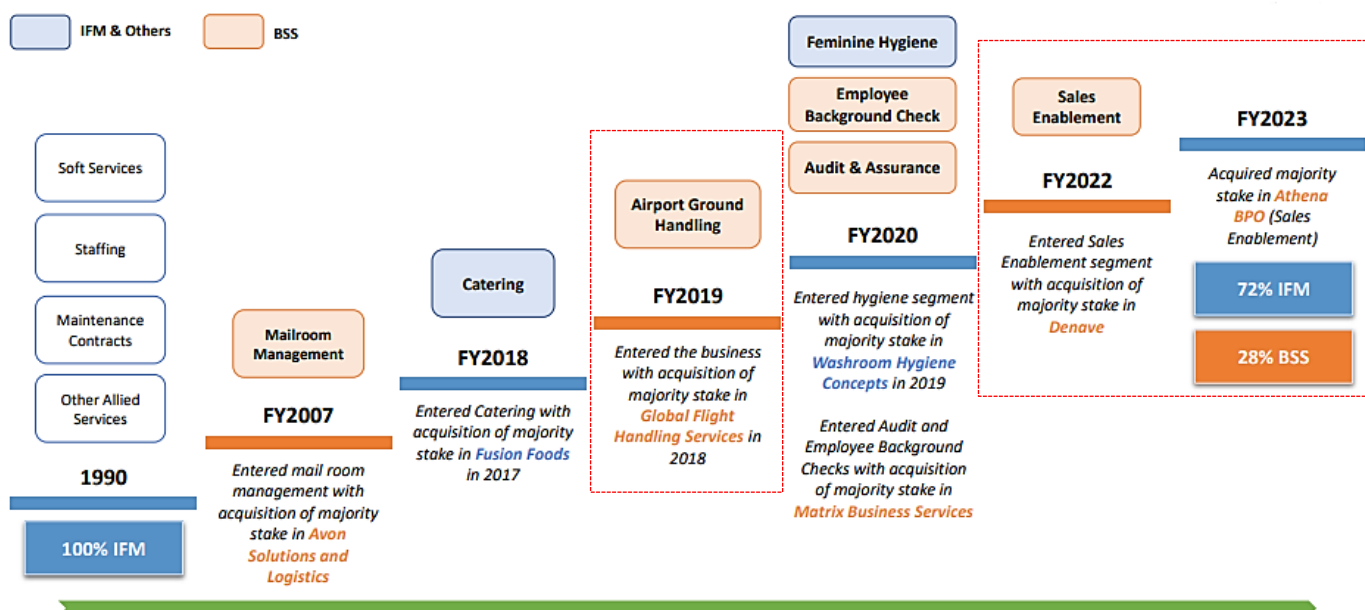 IFM & Others
BSS
Soft Services
Staffing
Maintenance
Contracts
Other Allied
Services
1990
100% IFM
Mailroom
Management
FY2007
Entered mail room
management with
acquisition of majority
stake in Avon
Solutions and
Logistics
Catering
FY2018
Entered Catering with
acquisition of majority
stake in Fusion Foods
in 2017
Airport Ground
Handling
FY2019
Entered the business
with acquisition of
majority stake in
Global Flight
Handling Services in
2018
Feminine Hygiene
Employee
Background Check
Audit & Assurance
FY2020
Entered hygiene segment
with acquisition of
majority stake in
Washroom Hygiene
Concepts in 2019
Entered Audit and
Employee Background
Checks with acquisition
of majority stake in
Matrix Business Services
Sales
Enablement
FY2022
Entered Sales
Enablement segment
with acquisition of
majority stake in
Denave
FY2023
Acquired majority
stake in Athena
BPO (Sales
Enablement)
72% IFM
28% BSS